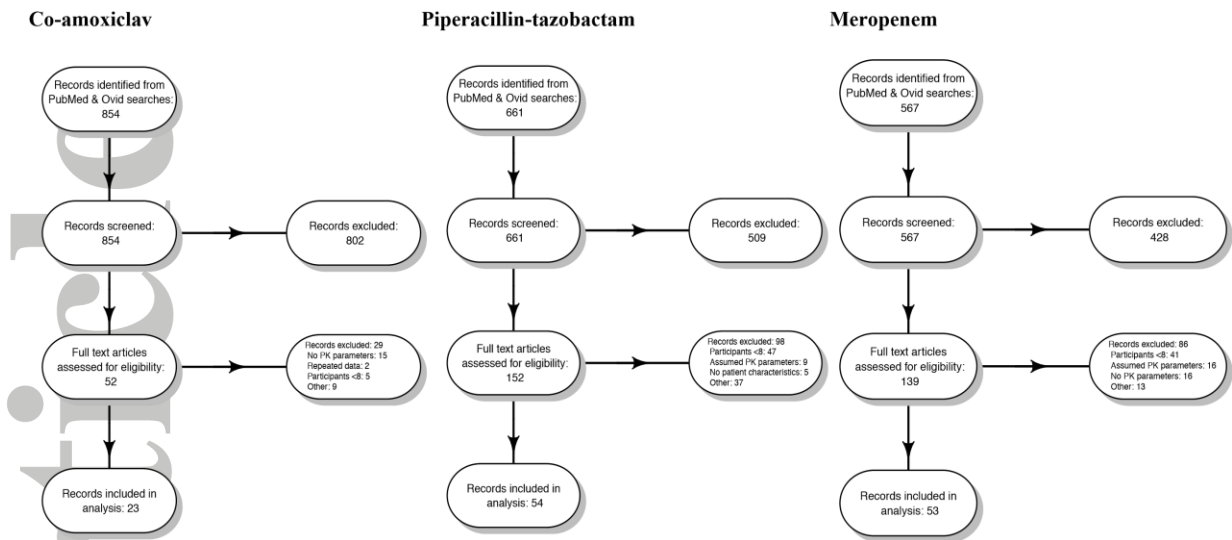 Co-amoxiclav
Records identified from
PubMed & Ovid searches:
854
Records screened:
854
Records excluded:
802
Full text articles
assessed for eligibility:
52
Records excluded: 29
No PK parameters: 15
Repeated data: 2
Participants <8: 5
Other: 9
Records included in
analysis: 23
Piperacillin-tazobactam
Records identified from
PubMed & Ovid searches:
661
Records screened:
661
Records excluded:
509
Full text articles
assessed for eligibility:
152
Records excluded: 98
Participants <8: 47
Assumed PK parameters: 9
No patient characteristics: 5
Other: 37
Records included in
analysis: 54
Meropenem
Records identified from
PubMed & Ovid searches:
567
Records screened:
567
Records excluded:
428
Full text articles
assessed for eligibility:
139
Records excluded: 86
Participants <8: 41
Assumed PK parameters: 16
No PK parameters: 16
Other: 13
Records included in
analysis: 53